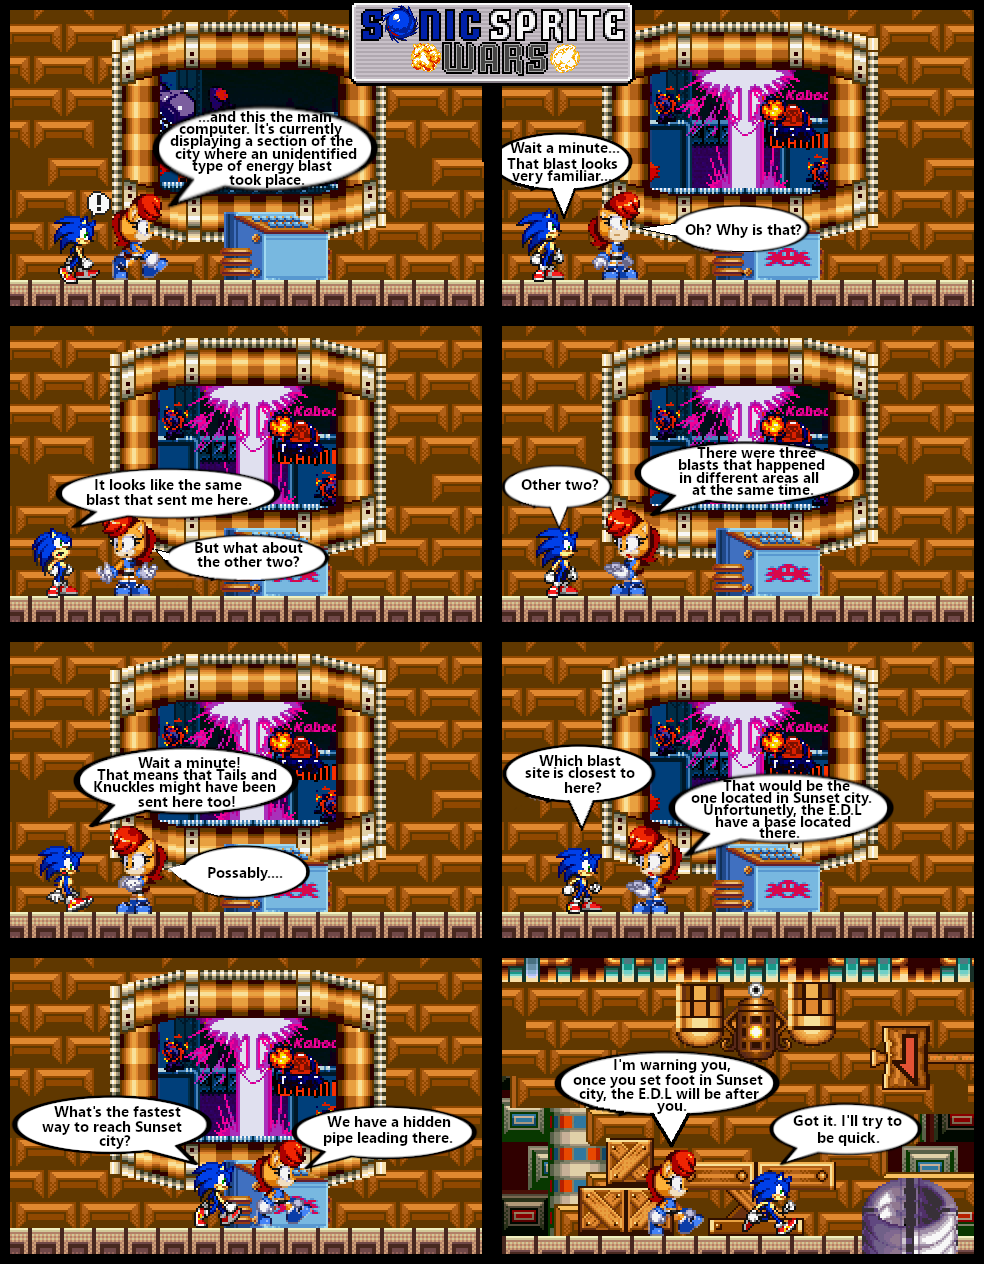 SONIC SPRITE
WARS
...and this the main
computer. It's currently
displaying a section of the
city where an unidentified
type of energy blast
took place.
!
Wait a minute...
That blast looks
very familiar...
Kaboo
Oh? Why is that?
It looks like the same
blast that sent me here.
Kaboo
But what about
the other two?
Other two?
There were three
blasts that happened
in different areas all
at the same time.
Kaboo
Wait a minute!
That means that Tails and
Knuckles might have been
sent here too!
Kaboo
Possably....
Which blast
site is closest to
here?
Kaboo
That would be the
one located in Sunset city.
Unfortunetly, the E.D.L
have a base located
there.
What's the fastest
way to reach Sunset
city?
Kaboo
We have a hidden
pipe leading there.
I'm warning you,
once you set foot in Sunset
city, the E.D.L will be after
you.
Got it. I'll try to
be quick.